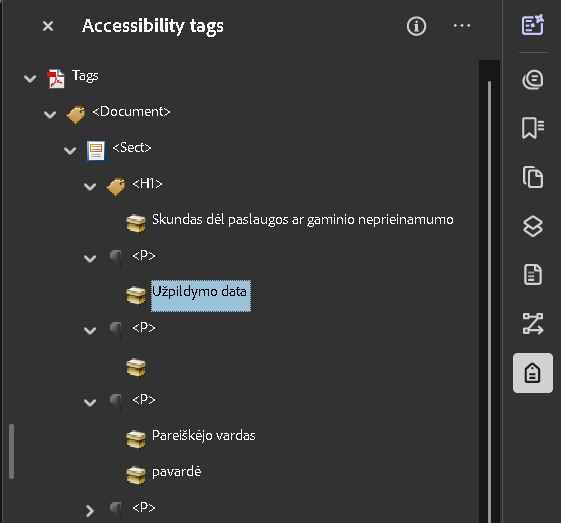 Accessibility tags
Tags
<Document>
<Sect>
<H1>
Skundas dėl paslaugos ar gaminio neprieinamumo
<P>
Užpildymo data
<P>
<P>
Pareiškėjo vardas
pavardė
<P>